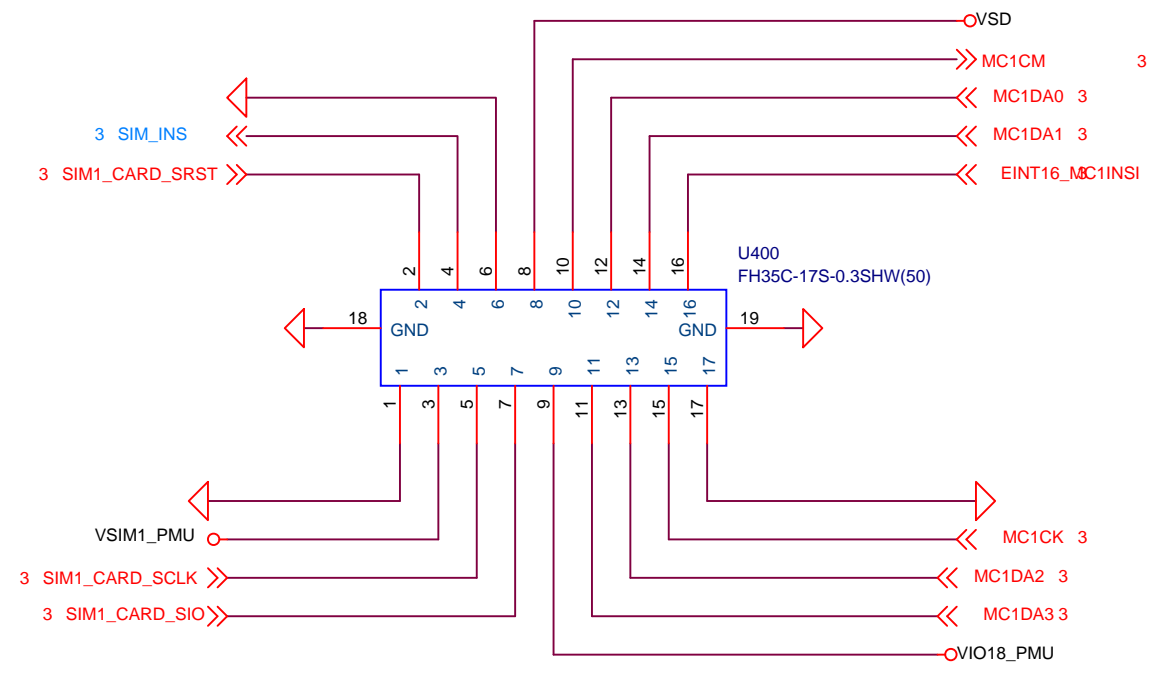 VSD
MC1CM 3
MC1DA0 3
3 SIM_INS
MC1DA1 3
3 SIM1_CARD_SRST
EINT16_MC1INSI 3
U400
FH35C-17S-0.3SHW(50)
2 4 6 8 10 12 14 16
2 4 6 8 10 12 14 16
18 GND GND 19
1 3 5 7 9 11 13 15 17
1 3 5 7 9 11 13 15 17
VSIM1_PMU
MC1CK 3
3 SIM1_CARD_SCLK
MC1DA2 3
3 SIM1_CARD_SIO
MC1DA3 3
VIO18_PMU